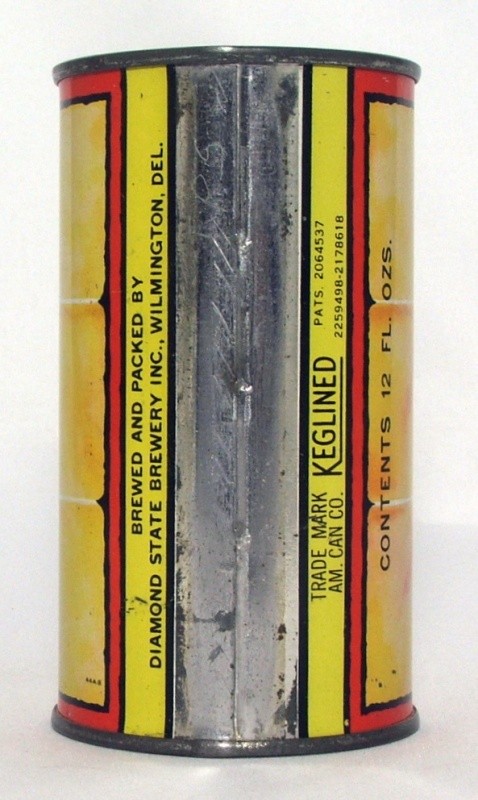 BREWED AND PACKED BY
DIAMOND STATE BREWERY INC., WILMINGTON, DEL.
TRADE MARK
AM. CAN CO.
KEGLINED
PATS. 2064537
2259498-2178618
CONTENTS 12 FL. OZS.